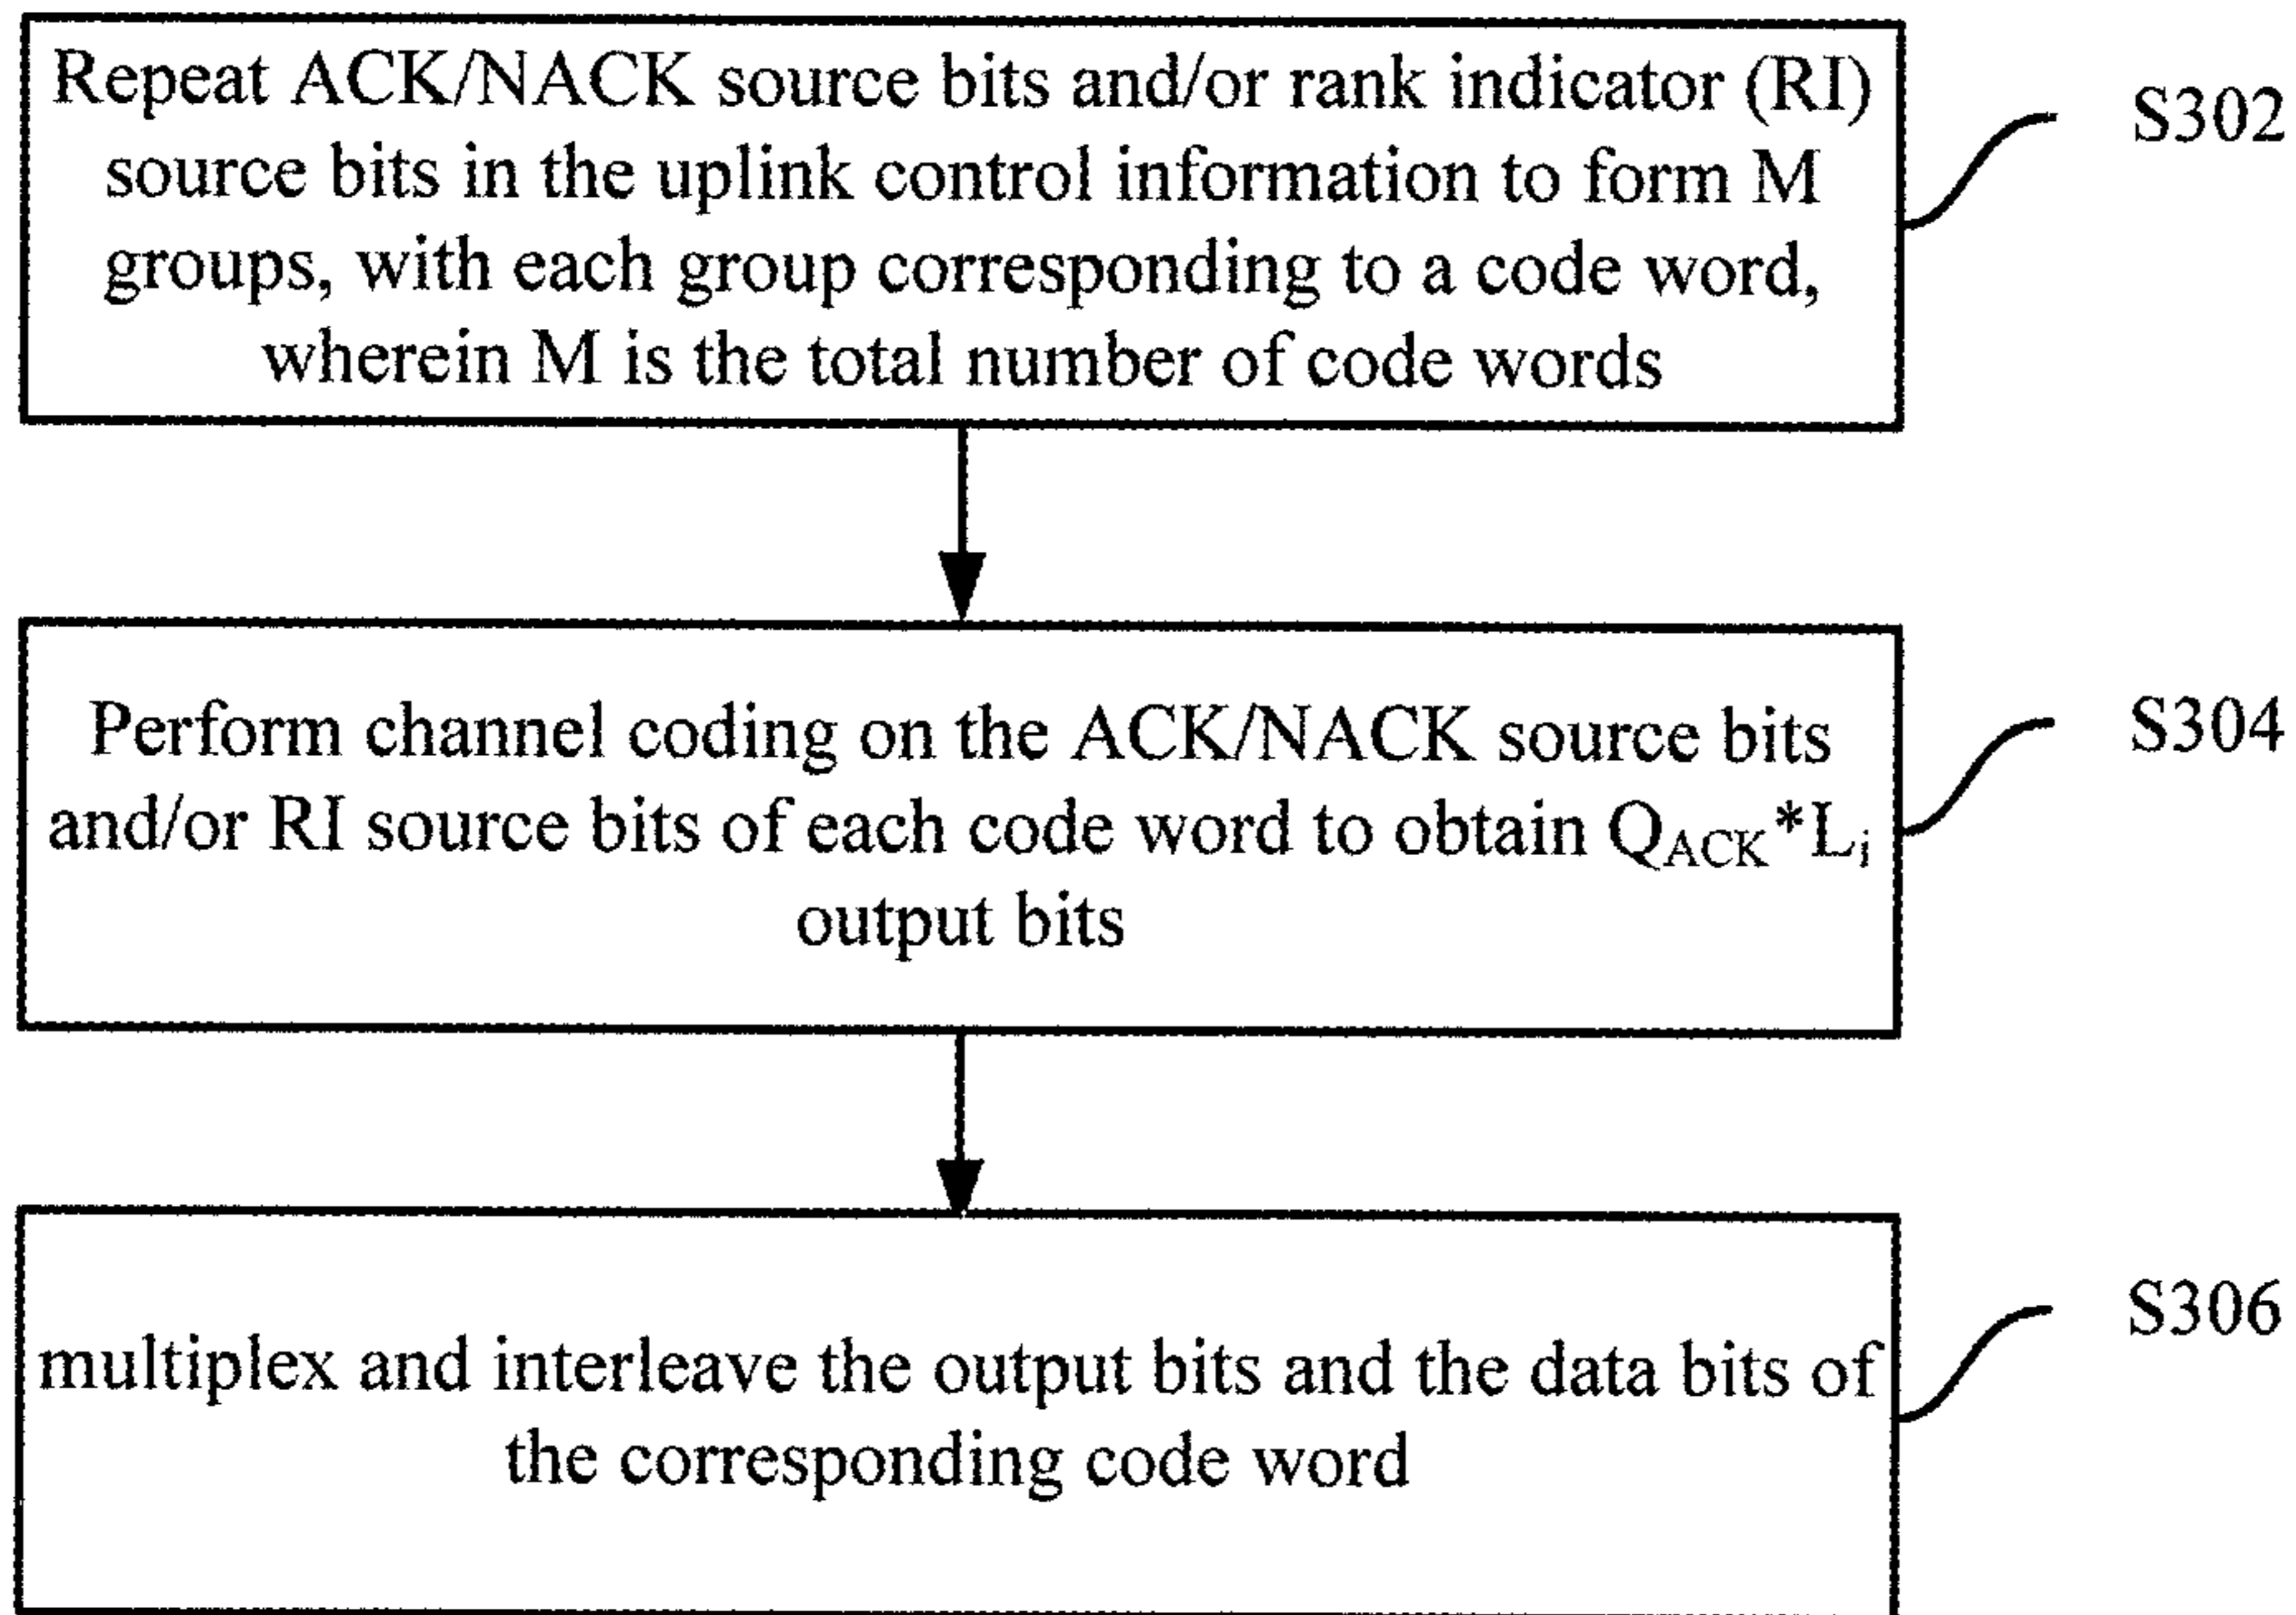 Repeat ACK/NACK source bits and/or rank indicator (RI)
source bits in the uplink control information to form M
groups, with each group corresponding to a code word,
wherein M is the total number of code words
S302
Perform channel coding on the ACK/NACK source bits
and/or RI source bits of each code word to obtain Q_ACK*L_i
output bits
S304
multiplex and interleave the output bits and the data bits of
the corresponding code word
S306